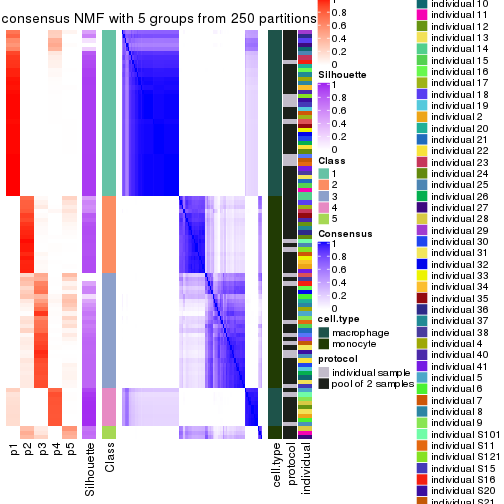 consensus NMF with 5 groups from 250 partitions
p1
p2
p3
p4
p5
Silhouette
Class
cell.type
protocol
individual
0.8
0.6
0.4
0.2
0
Silhouette
1
0.8
0.6
0.4
0.2
0
Class
1
2
3
4
5
Consensus
1
0.8
0.6
0.4
0.2
0
cell.type
macrophage
monocyte
protocol
individual sample
pool of 2 samples
individual 10
individual 11
individual 12
individual 13
individual 14
individual 15
individual 16
individual 17
individual 18
individual 19
individual 2
individual 20
individual 21
individual 22
individual 23
individual 24
individual 25
individual 26
individual 27
individual 28
individual 29
individual 30
individual 31
individual 32
individual 33
individual 34
individual 35
individual 36
individual 37
individual 38
individual 4
individual 40
individual 41
individual 5
individual 6
individual 7
individual 8
individual 9
individual S101
individual S11
individual S121
individual S15
individual S16
individual S20
individual S21